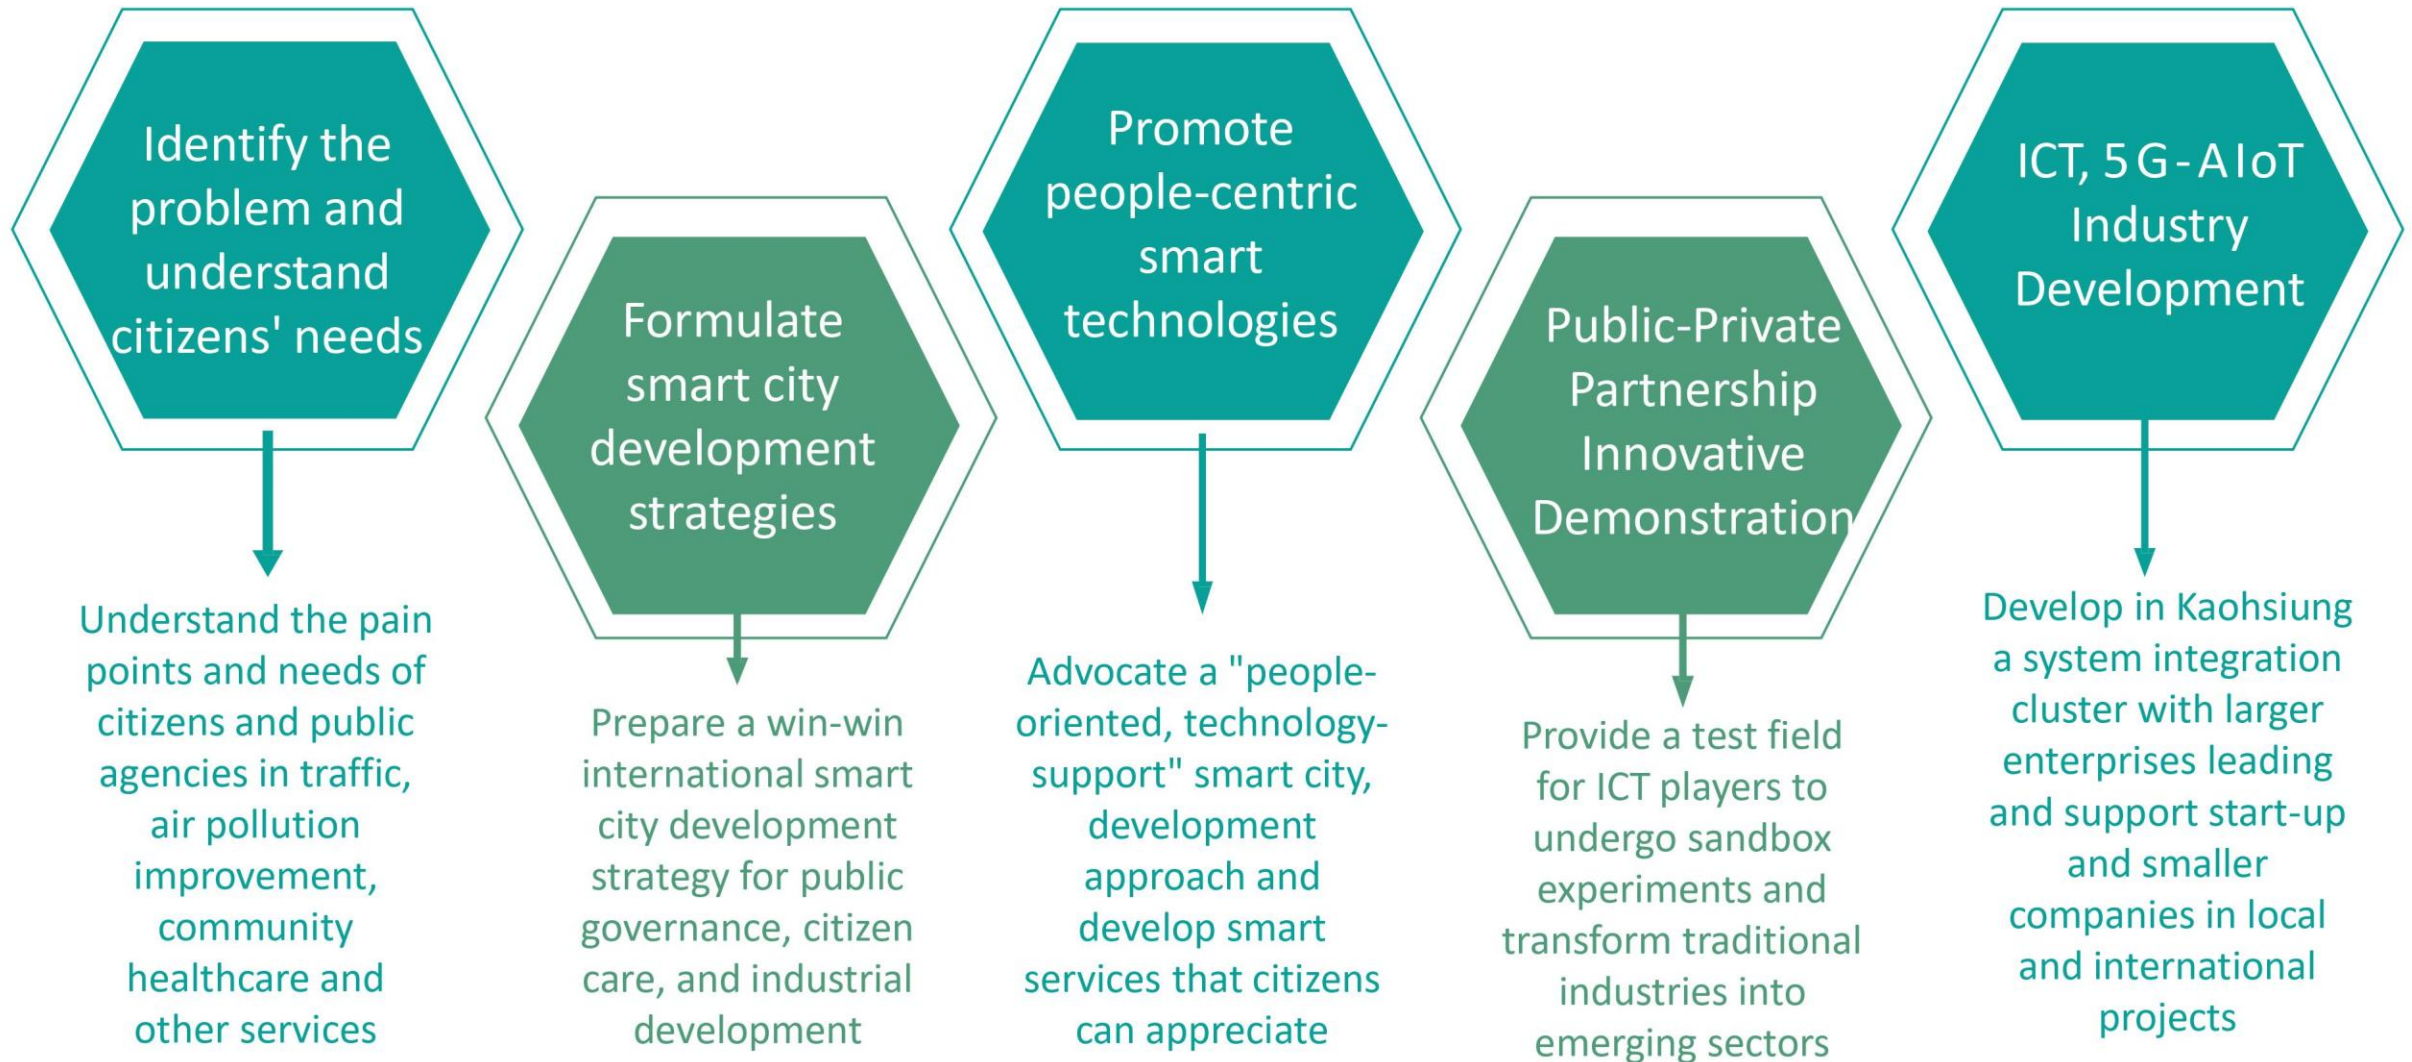 Identify the
problem and
understand
citizens' needs
Understand the pain
points and needs of
citizens and public
agencies in traffic,
air pollution
improvement,
community
healthcare and
other services
Formulate
smart city
development
strategies
Prepare a win-win
international smart
city development
strategy for public
governance, citizen
care, and industrial
development
Promote
people-centric
smart
technologies
Advocate a "people-
oriented, technology-
support" smart city,
development
approach and
develop smart
services that citizens
can appreciate
Public-Private
Partnership
Innovative
Demonstration
Provide a test field
for ICT players to
undergo sandbox
experiments and
transform traditional
industries into
emerging sectors
ICT, 5G-AIoT
Industry
Development
Develop in Kaohsiung
a system integration
cluster with larger
enterprises leading
and support start-up
and smaller
companies in local
and international
projects